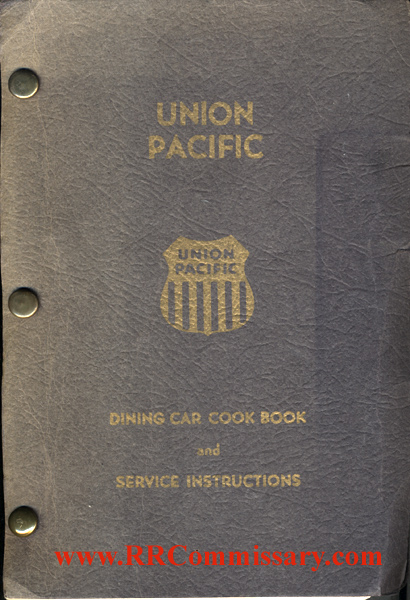 UNION
PACIFIC
UNION
PACIFIC
DINING CAR COOK BOOK
and
SERVICE INSTRUCTIONS
www.RRCommissary.com